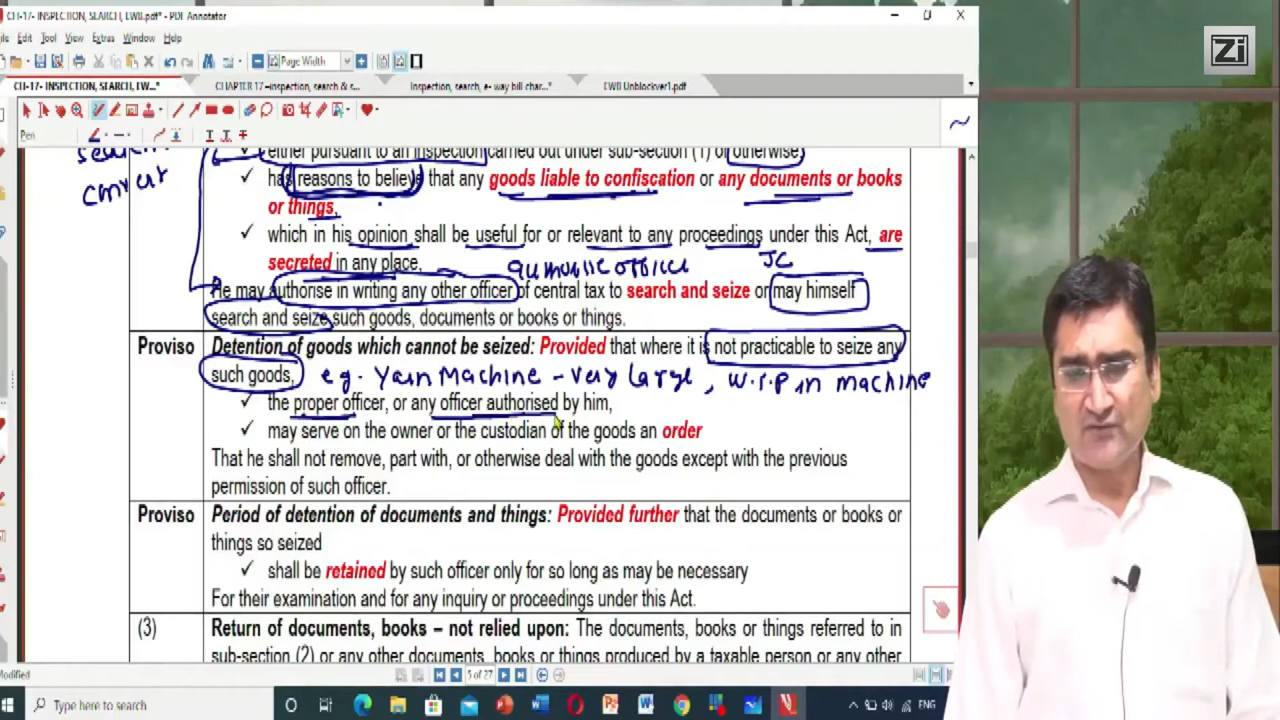 CH-17- INSPECTION, SEARCH, EWB.pdf* - PDF Annotator
Edit Tool View Extras Window Help
Page Width
CH-17- INSPECTION, SEARCH, EW...*
CHAPTER 17 –inspection, search & s...
Inspection, search, e- way bill char...*
EWB Unblockver1.pdf
Zi
Pen
either pursuant to an inspection carried out under sub-section (1) or otherwise,
✓ has reasons to believe that any goods liable to confiscation or any documents or books
or things,
✓ which in his opinion shall be useful for or relevant to any proceedings under this Act, are
secreted in any place,
JC
He may authorise in writing any other officer of central tax to search and seize or may himself
search and seize such goods, documents or books or things.
Proviso
Detention of goods which cannot be seized: Provided that where it is not practicable to seize any
such goods, eg. Yarn Machine - very large, W.I.P in machine
✓ the proper officer, or any officer authorised by him,
✓ may serve on the owner or the custodian of the goods an order
That he shall not remove, part with, or otherwise deal with the goods except with the previous
permission of such officer.
Proviso
Period of detention of documents and things: Provided further that the documents or books or
things so seized
✓ shall be retained by such officer only for so long as may be necessary
For their examination and for any inquiry or proceedings under this Act.
(3)
Return of documents, books – not relied upon: The documents, books or things referred to in
sub-section (2) or any other documents, books or things produced by a taxable person or any other
Modified
5 of 27
Type here to search
ENG